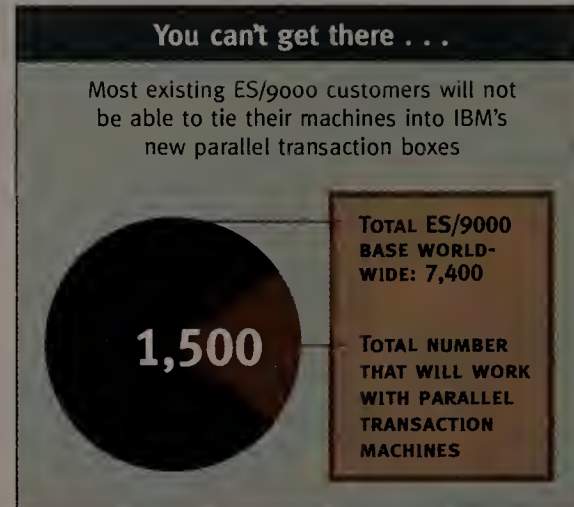 You can't get there . . .
Most existing ES/9000 customers will not
be able to tie their machines into IBM's
new parallel transaction boxes
1,500
TOTAL ES/9000
BASE WORLD-
WIDE: 7,400
TOTAL NUMBER
THAT WILL WORK
WITH PARALLEL
TRANSACTION
MACHINES